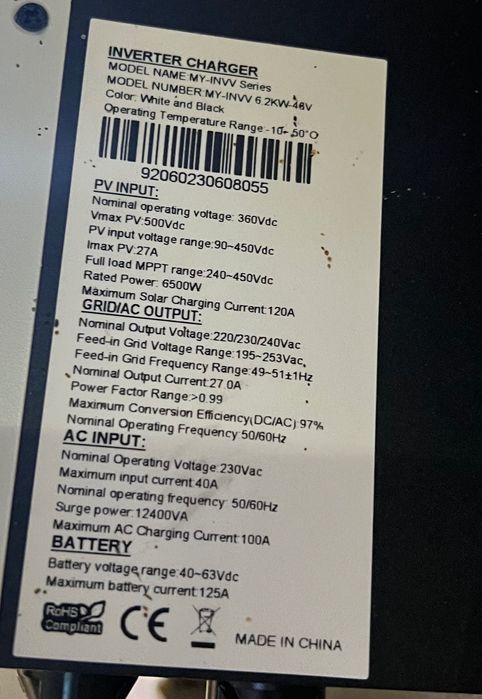 INVERTER CHARGER
MODEL NAME:MY-INVV Series
MODEL NUMBER:MY-INVV 6.2KW-48V
Color: White and Black
Operating Temperature Range:-10~50°C
92060230608055
PV INPUT:
Nominal operating voltage: 360Vdc
Vmax PV:500Vdc
PV input voltage range:90~450Vdc
Imax PV:27A
Full load MPPT range:240~450Vdc
Rated Power: 6500W
Maximum Solar Charging Current:120A
GRID/AC OUTPUT:
Nominal Output Voltage:220/230/240Vac
Feed-in Grid Voltage Range:195~253Vac
Feed-in Grid Frequency Range:49~51±1Hz
Nominal Output Current:27.0A
Power Factor Range:>0.99
Maximum Conversion Efficiency(DC/AC):97%
Nominal Operating Frequency:50/60Hz
AC INPUT:
Nominal Operating Voltage:230Vac
Maximum input current:40A
Nominal operating frequency: 50/60Hz
Surge power:12400VA
Maximum AC Charging Current:100A
BATTERY
Battery voltage range:40~63Vdc
Maximum battery current:125A
RoHS
Compliant
CE
MADE IN CHINA